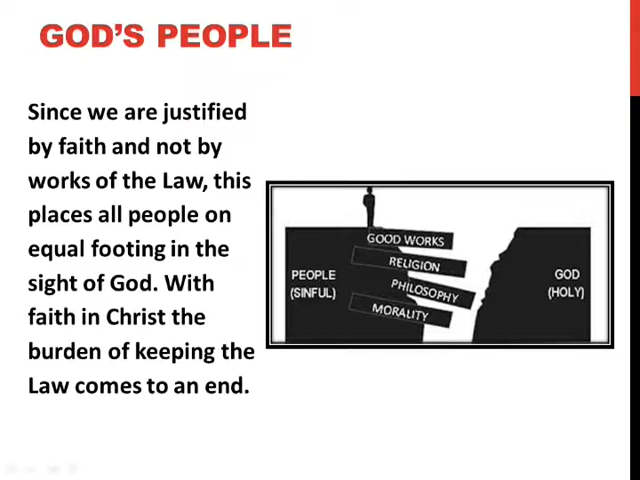 GOD'S PEOPLE
Since we are justified
by faith and not by
works of the Law, this
places all people on
equal footing in the
sight of God. With
faith in Christ the
burden of keeping the
Law comes to an end.
GOOD WORKS
RELIGION
PHILOSOPHY
MORALITY
PEOPLE
(SINFUL)
GOD
(HOLY)